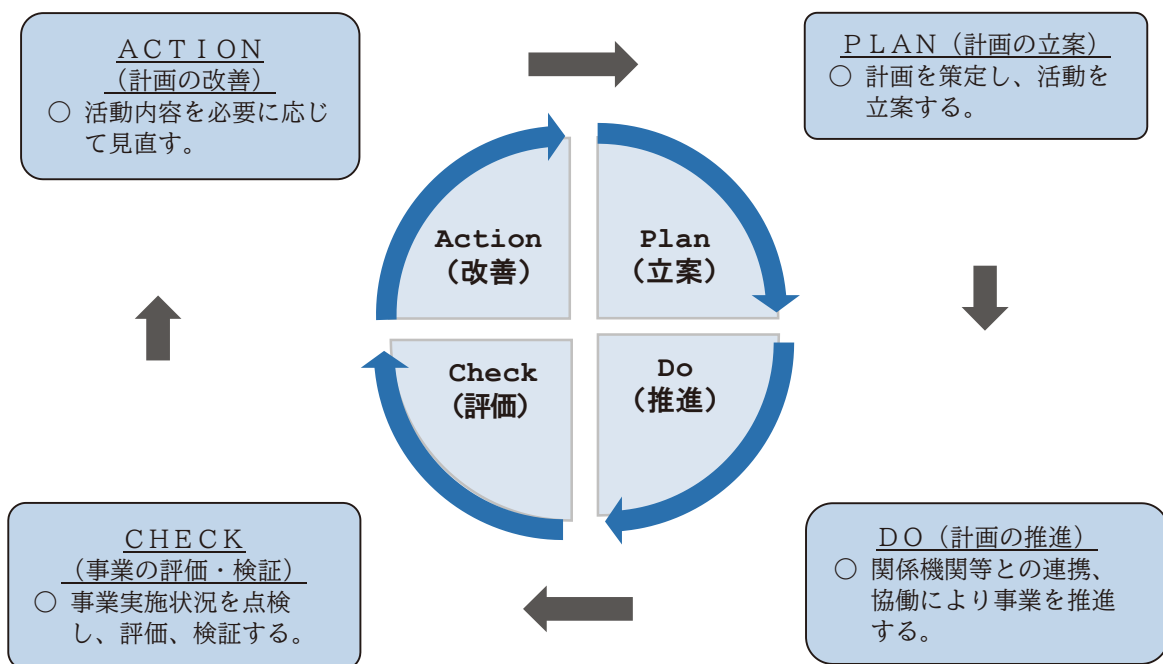 ＡＣＴＩＯＮ
（計画の改善）
○ 活動内容を必要に応じ
て見直す。
ＰＬＡＮ（計画の立案）
○ 計画を策定し、活動を
立案する。
Action
（改善）
Plan
（立案）
Check
（評価）
Do
（推進）
ＣＨＥＣＫ
（事業の評価・検証）
○ 事業実施状況を点検
し、評価、検証する。
ＤＯ（計画の推進）
○ 関係機関等との連携、
協働により事業を推進
する。